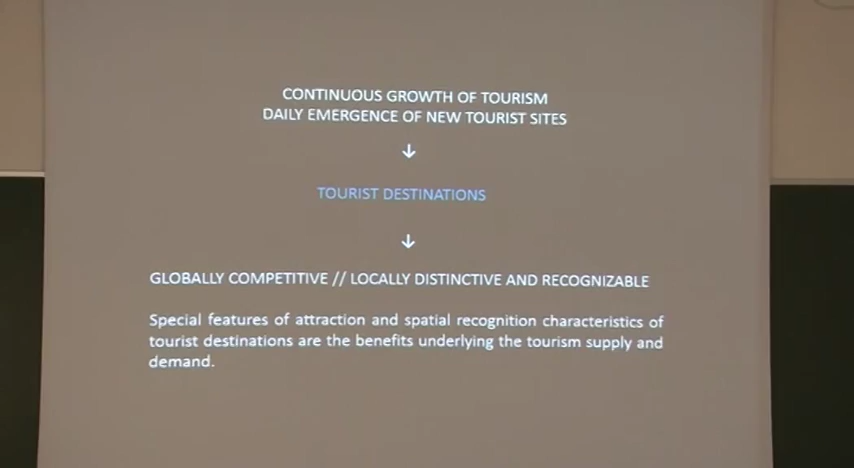 CONTINUOUS GROWTH OF TOURISM
DAILY EMERGENCE OF NEW TOURIST SITES
↓
TOURIST DESTINATIONS
↓
GLOBALLY COMPETITIVE // LOCALLY DISTINCTIVE AND RECOGNIZABLE
Special features of attraction and spatial recognition characteristics of
tourist destinations are the benefits underlying the tourism supply and
demand.